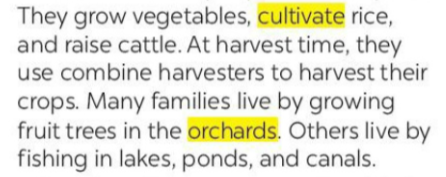 They grow vegetables, cultivate rice,
and raise cattle. At harvest time, they
use combine harvesters to harvest their
crops. Many families live by growing
fruit trees in the orchards. Others live by
fishing in lakes, ponds, and canals.